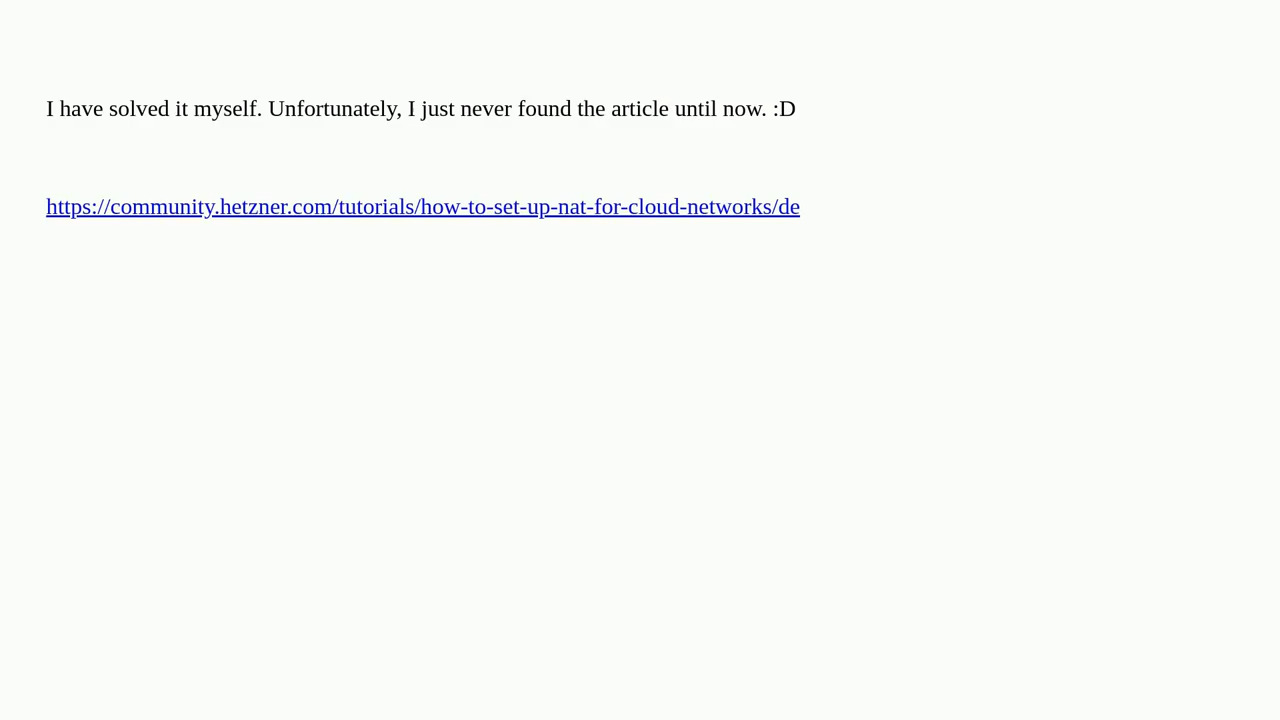 I have solved it myself. Unfortunately, I just never found the article until now. :D
https://community.hetzner.com/tutorials/how-to-set-up-nat-for-cloud-networks/de